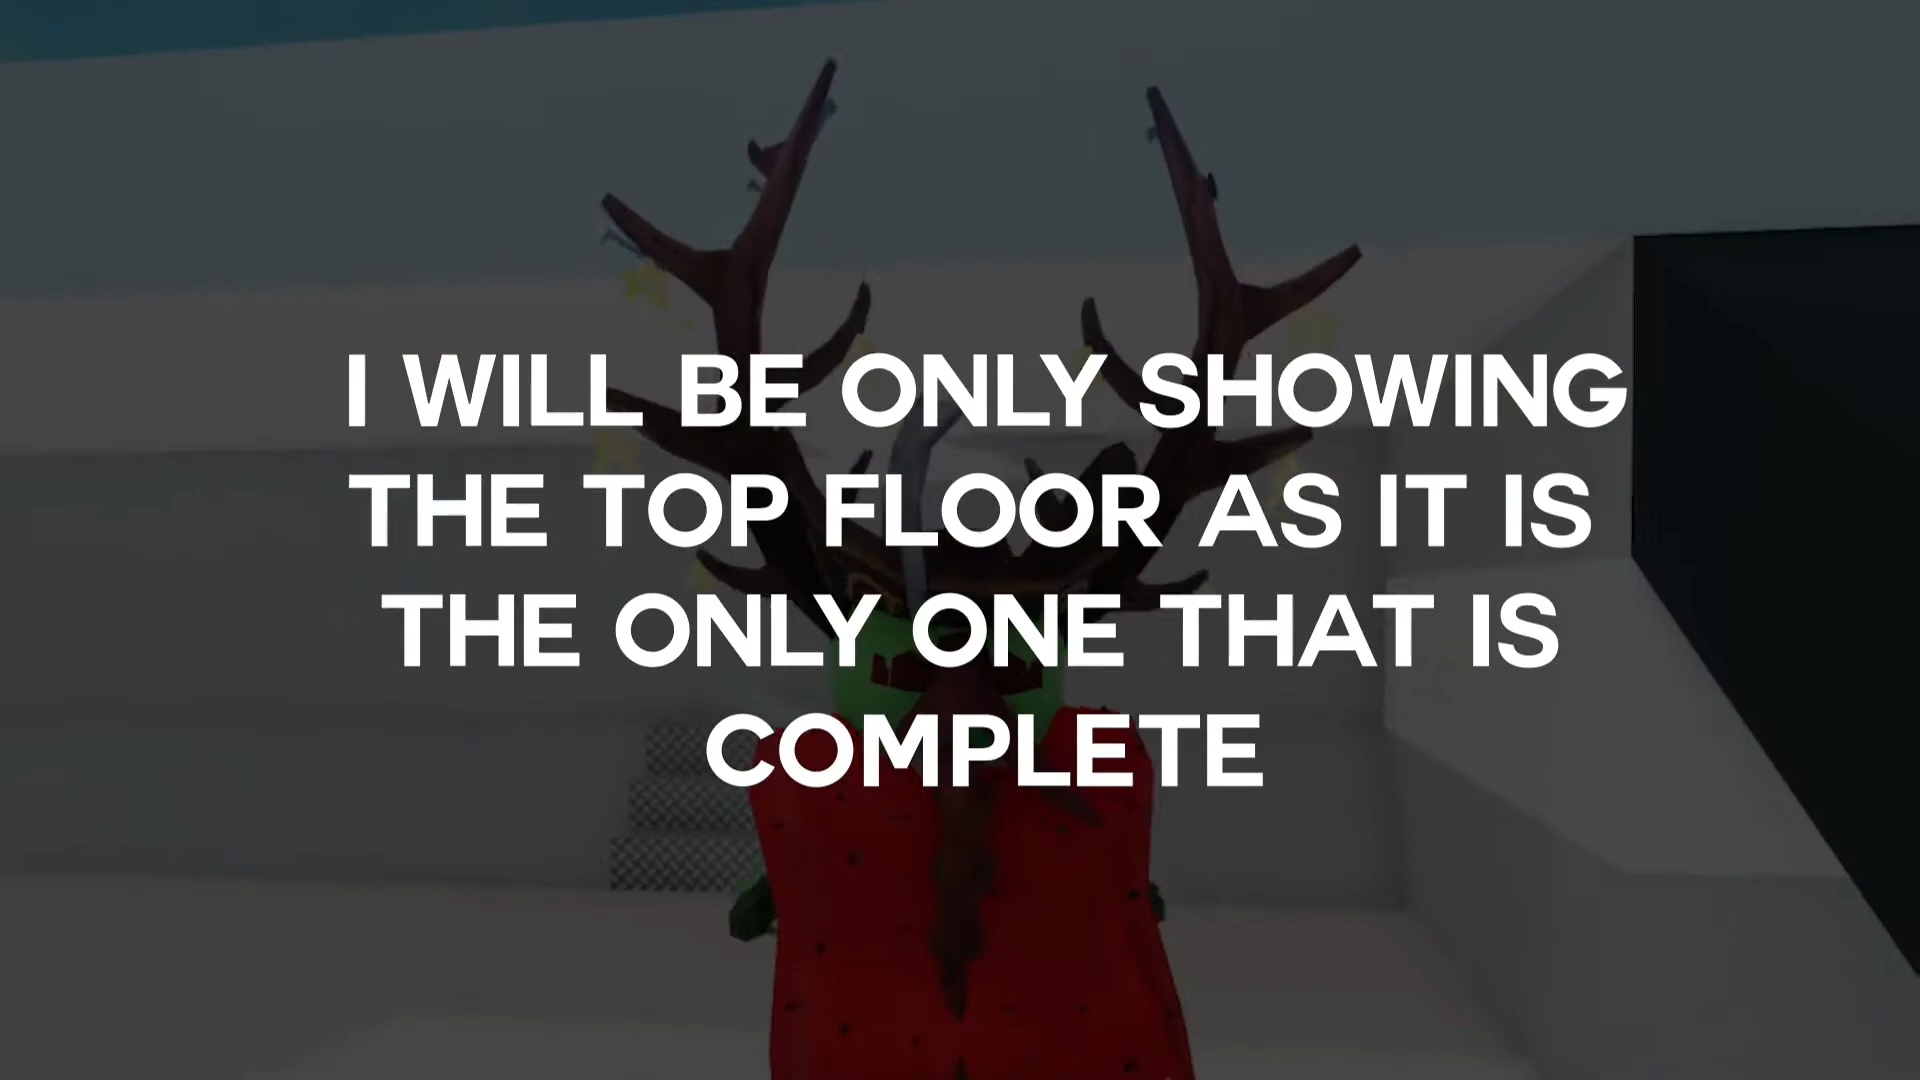 I WILL BE ONLY SHOWING
THE TOP FLOOR AS IT IS
THE ONLY ONE THAT IS
COMPLETE